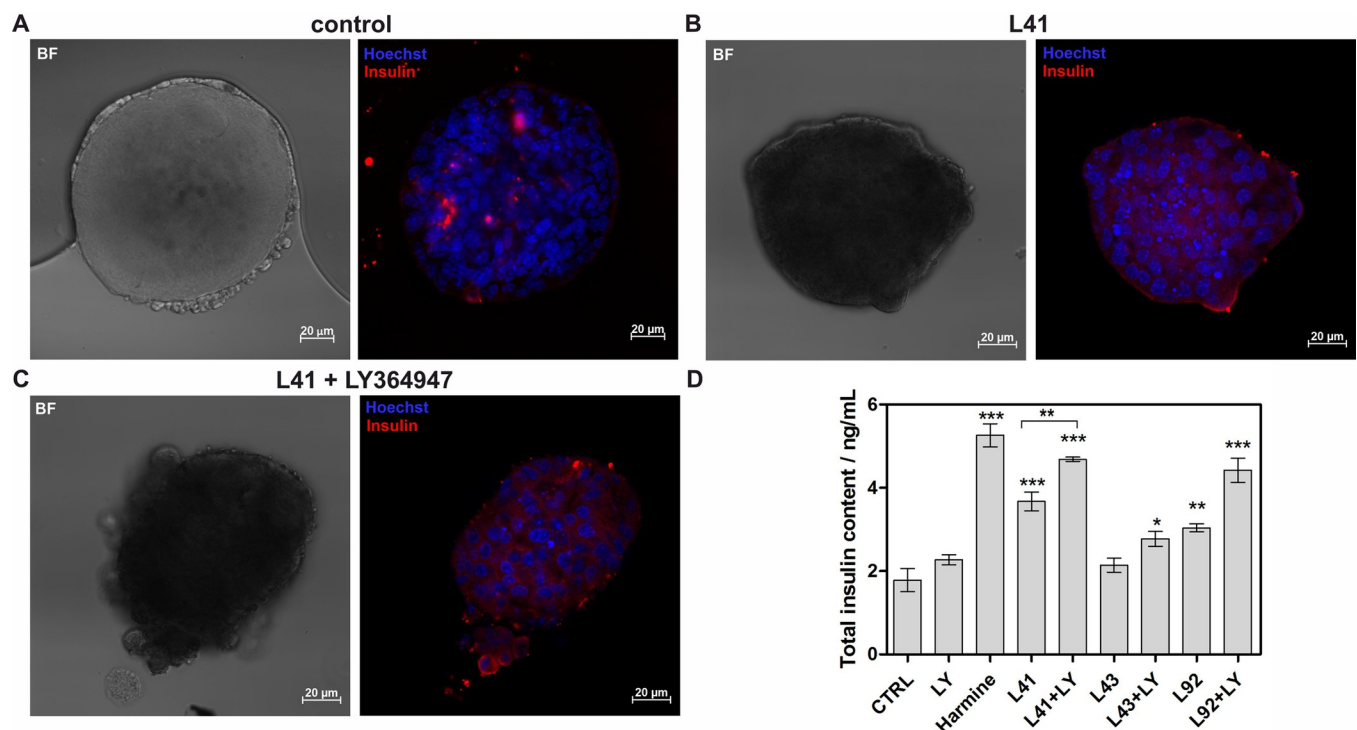 A
control
BF
Hoechst
Insulin
20 µm
20 µm
B
L41
BF
Hoechst
Insulin
20 µm
20 µm
C
L41 + LY364947
BF
Hoechst
Insulin
20 µm
20 µm
D
Total insulin content / ng/mL
6
4
2
0
***
***
**
***
*
**
***
CTRL
LY
Harmine
L41
L41+LY
L43
L43+LY
L92
L92+LY